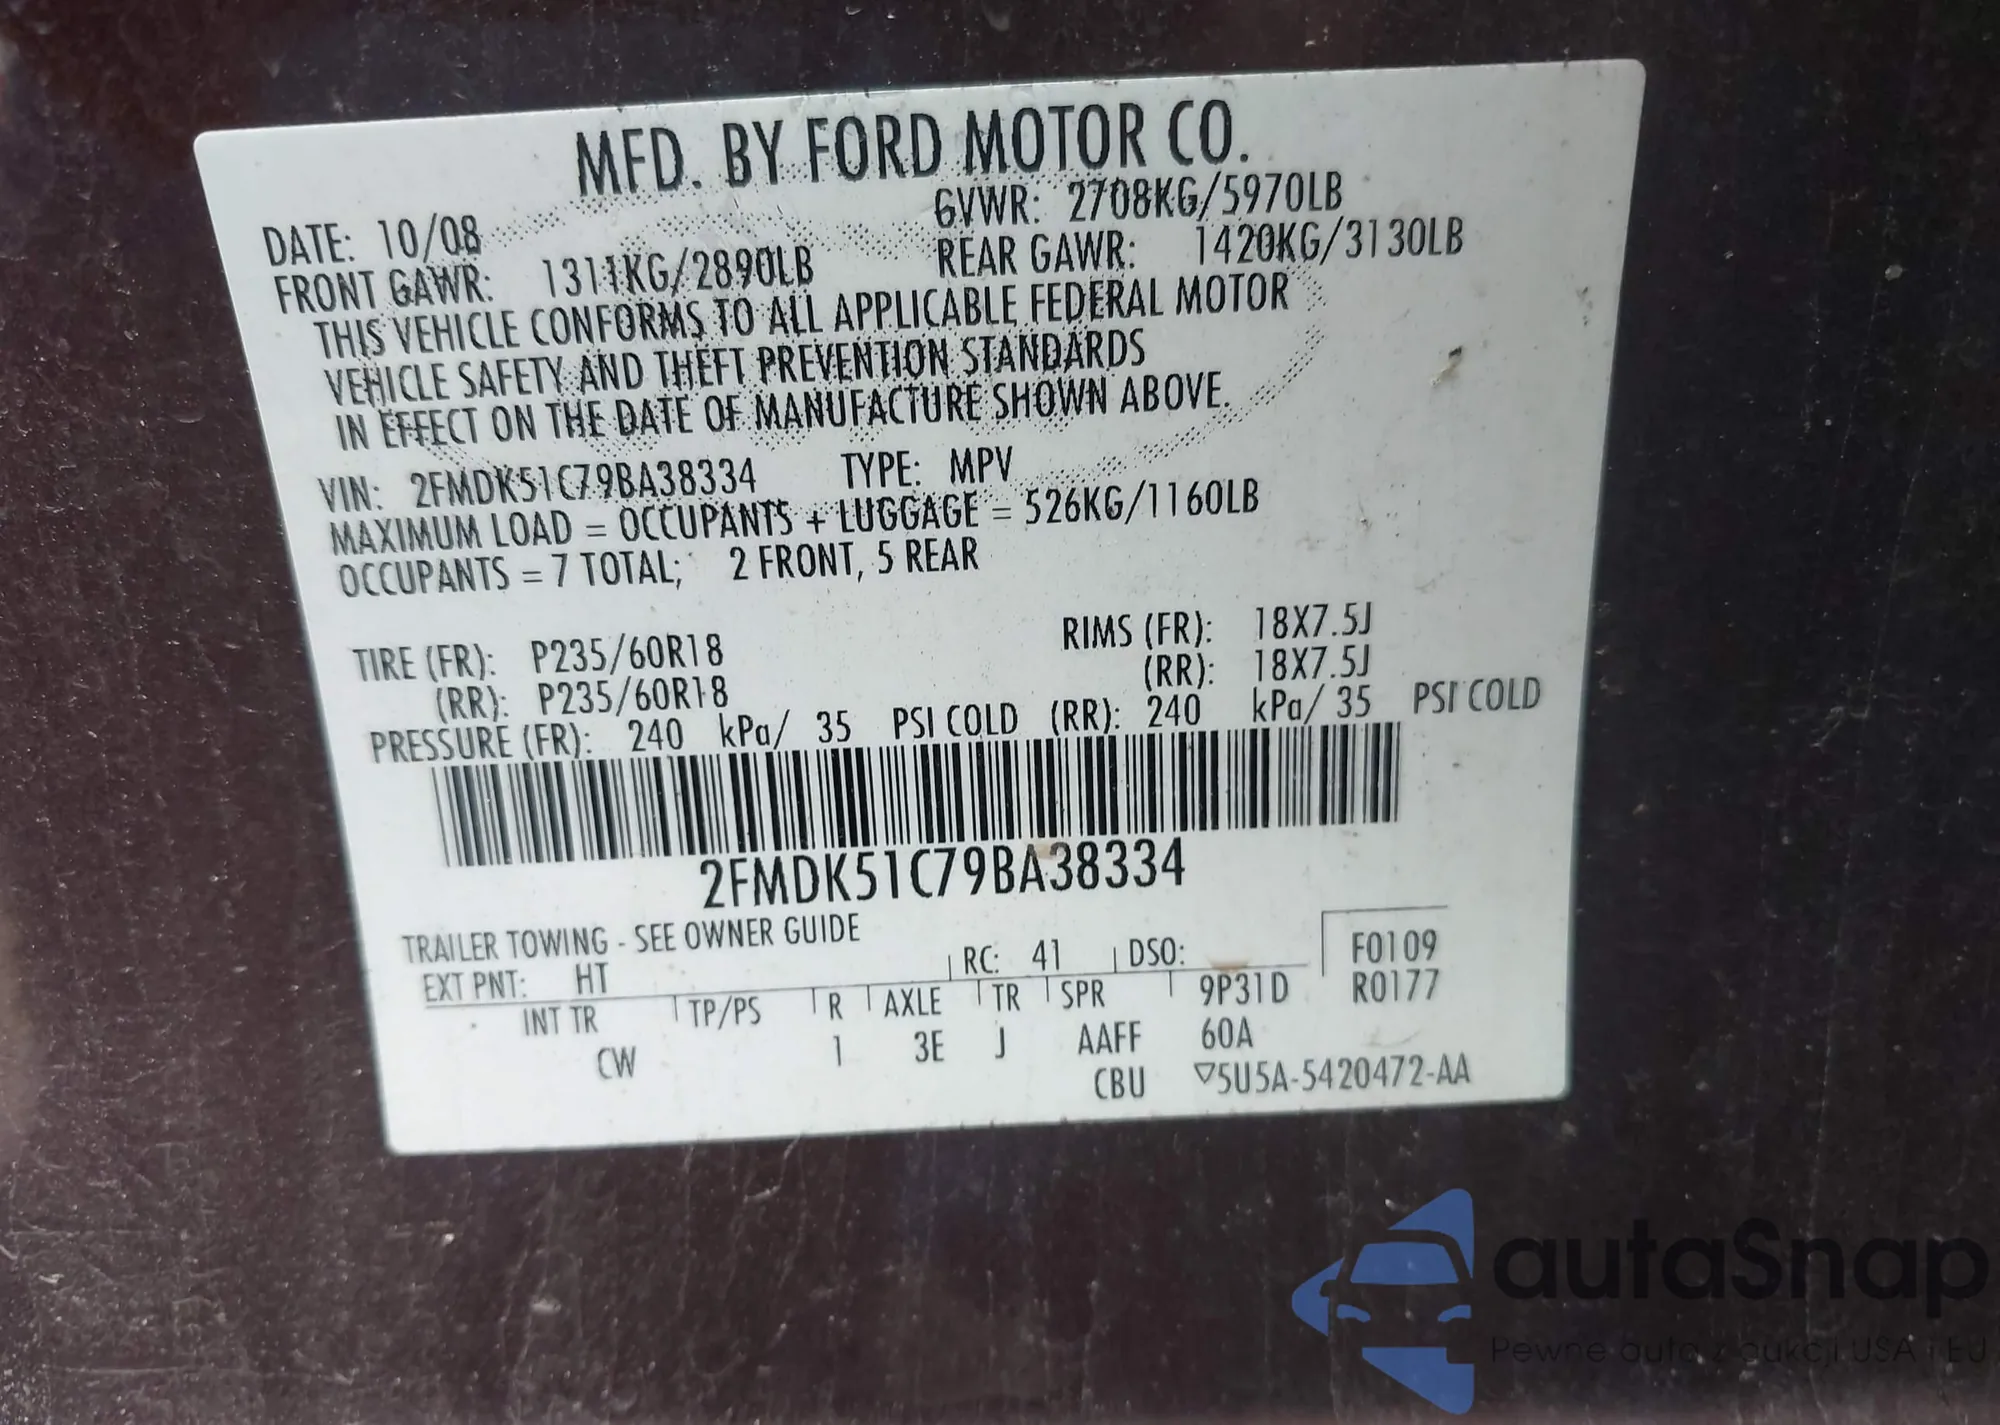 MFD. BY FORD MOTOR CO.
DATE: 10/08 GVWR: 2708KG/5970LB
FRONT GAWR: 1311KG/2890LB REAR GAWR: 1420KG/3130LB
THIS VEHICLE CONFORMS TO ALL APPLICABLE FEDERAL MOTOR
VEHICLE SAFETY AND THEFT PREVENTION STANDARDS
IN EFFECT ON THE DATE OF MANUFACTURE SHOWN ABOVE.
VIN: 2FMDK51C79BA38334 TYPE: MPV
MAXIMUM LOAD = OCCUPANTS + LUGGAGE = 526KG/1160LB
OCCUPANTS = 7 TOTAL; 2 FRONT, 5 REAR
TIRE (FR): P235/60R18 RIMS (FR): 18X7.5J
(RR): P235/60R18 (RR): 18X7.5J
PRESSURE (FR): 240 kPa/ 35 PSI COLD (RR): 240 kPa/ 35 PSI COLD
2FMDK51C79BA38334
TRAILER TOWING - SEE OWNER GUIDE
EXT PNT: HT RC: 41 DSO: F0109
INT TR TP/PS R AXLE TR SPR 9P31D R0177
CW 1 3E J AAFF 60A
CBU ▽5U5A-5420472-AA
autaSnap
Pewne auta z aukcji USA i EU